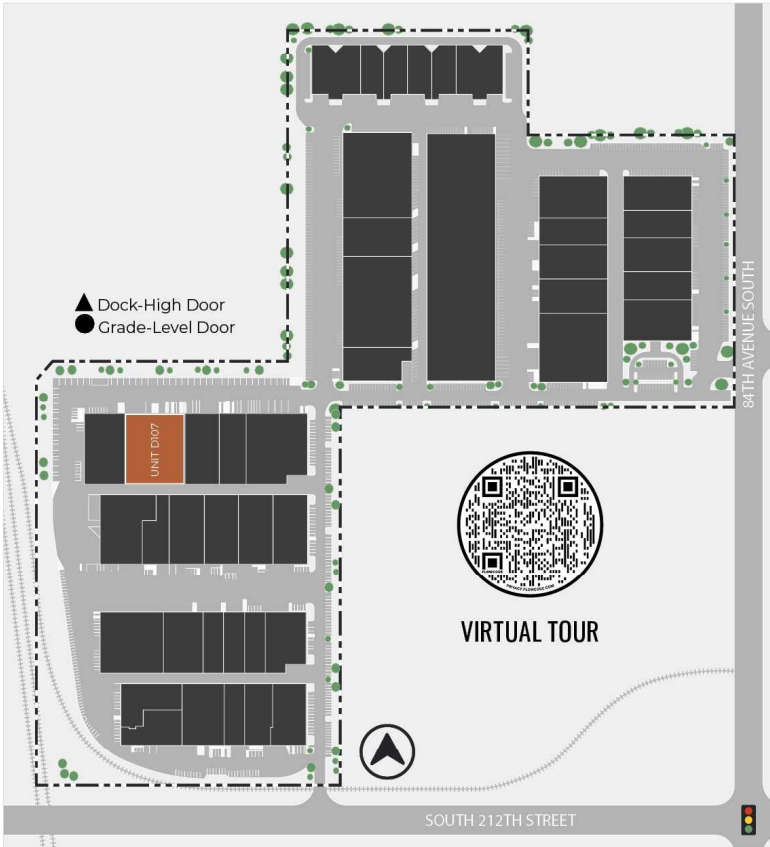 Dock-High Door
Grade-Level Door
84TH AVENUE SOUTH
UNIT D107
VIRTUAL TOUR
SOUTH 212TH STREET